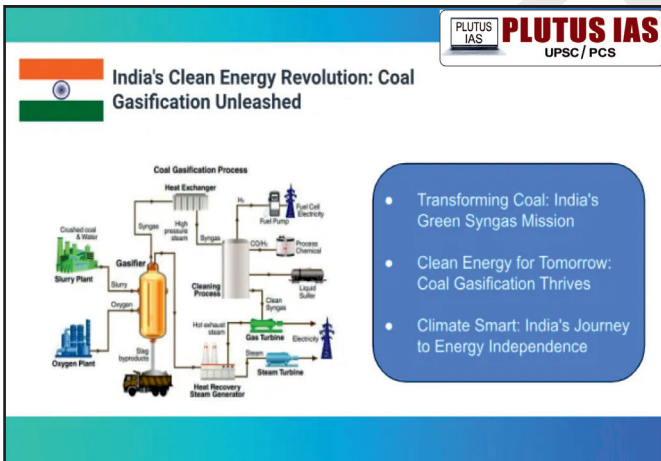 PLUTUS
IAS
PLUTUS IAS
UPSC/PCS
India's Clean Energy Revolution: Coal
Gasification Unleashed
Coal Gasification Process
Heat Exchanger
H₂
Fuel Cell
Electricity
Fuel Pump
Syngas
High
pressure
steam
Syngas
CO/H₂
Process
Chemical
Crushed coal
& Water
Gasifier
Slurry Plant
Slurry
Cleaning
Process
Liquid
Sulfer
Oxygen
Clean
Syngas
Hot exhaust
steam
Gas Turbine
Electricity
Oxygen Plant
Slag
byproducts
Steam
Heat Recovery
Steam Generator
Steam Turbine
• Transforming Coal: India's
Green Syngas Mission
• Clean Energy for Tomorrow:
Coal Gasification Thrives
• Climate Smart: India's Journey
to Energy Independence